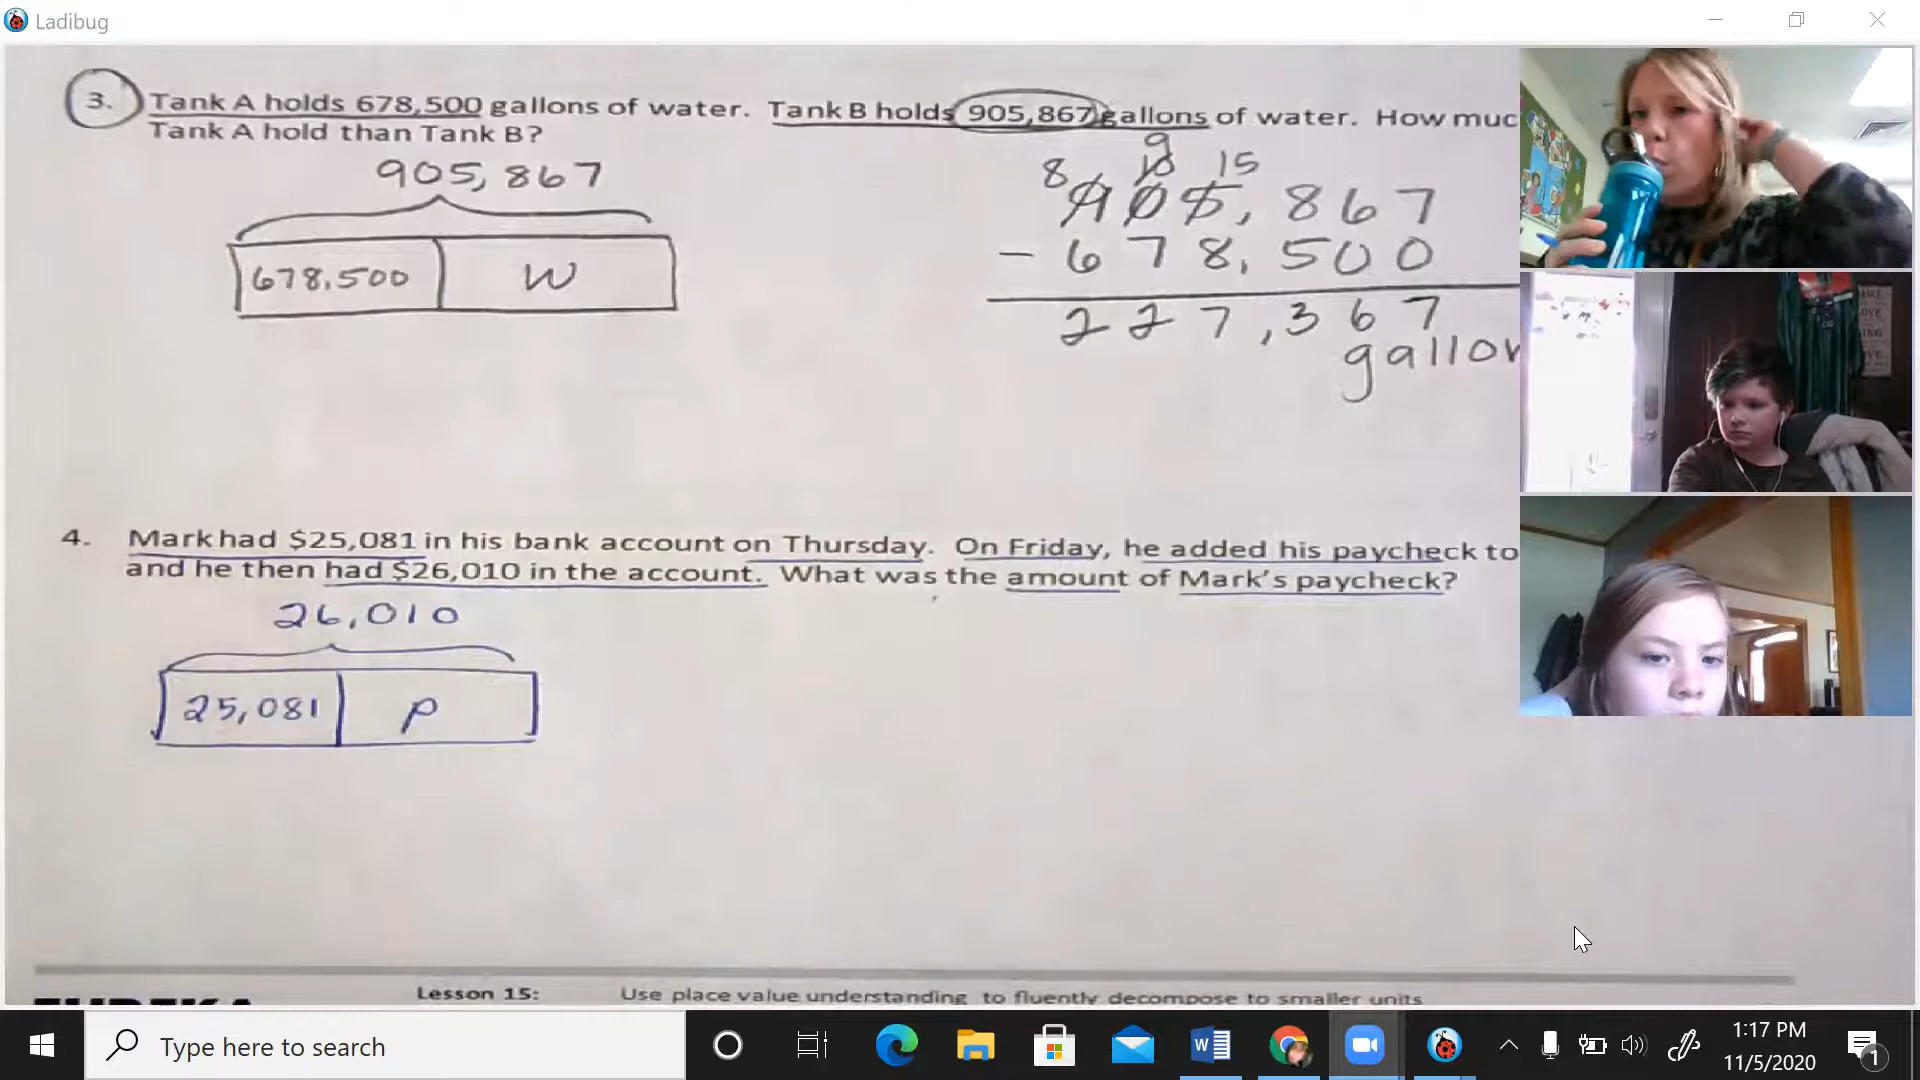 Ladibug
3. Tank A holds 678,500 gallons of water. Tank B holds 905,867 gallons of water. How muc
Tank A hold than Tank B?
905,867
678,500 W
8 9 10 15
905,867
- 678,500
227,367
gallon
4. Mark had $25,081 in his bank account on Thursday. On Friday, he added his paycheck to
and he then had $26,010 in the account. What was the amount of Mark's paycheck?
26,010
25,081 P
EUREKA
Lesson 15: Use place value understanding to fluently decompose to smaller units
Type here to search
1:17 PM
11/5/2020
1